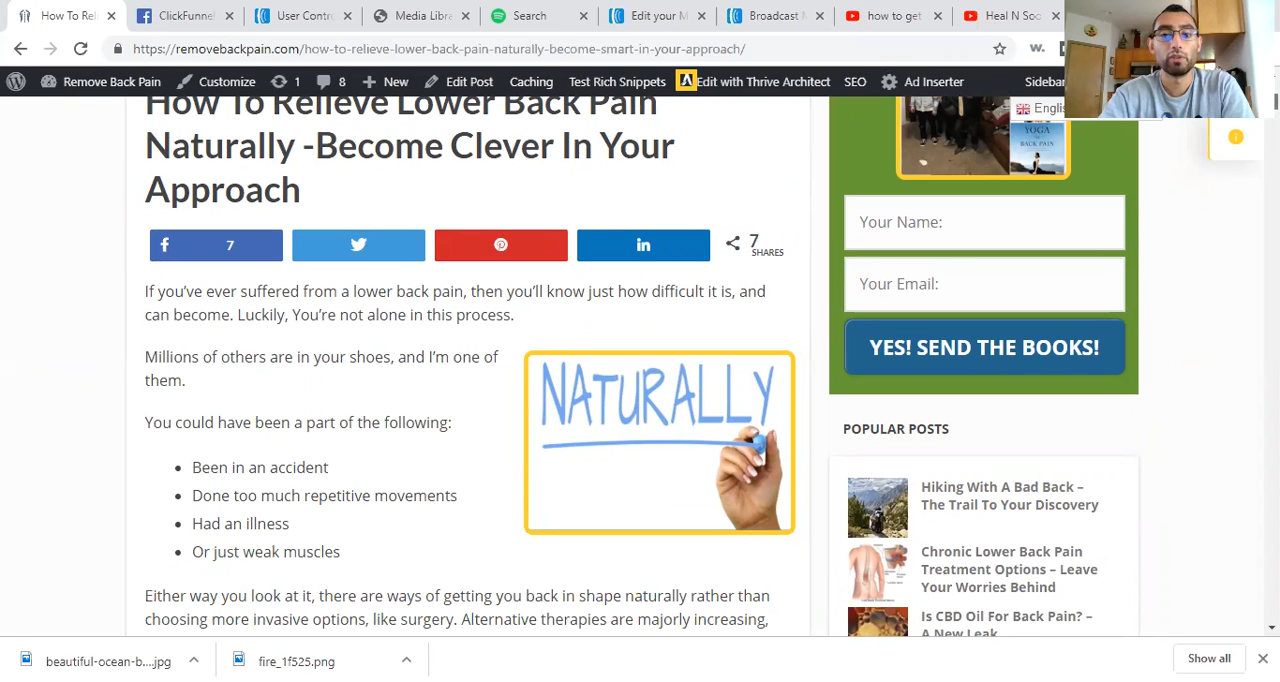 How To Rel
ClickFunne
User Contr
Media Libra
Search
Edit your M
Broadcast M
how to get
Heal N Soo
https://removebackpain.com/how-to-relieve-lower-back-pain-naturally-become-smart-in-your-approach/
W.
Remove Back Pain
Customize
1
8
New
Edit Post
Caching
Test Rich Snippets
Edit with Thrive Architect
SEO
Ad Inserter
Sidebar
Englis
How To Relieve Lower Back Pain
Naturally -Become Clever In Your
Approach
7
7
SHARES
If you've ever suffered from a lower back pain, then you'll know just how difficult it is, and
can become. Luckily, You're not alone in this process.
Millions of others are in your shoes, and I'm one of
them.
You could have been a part of the following:
Been in an accident
Done too much repetitive movements
Had an illness
Or just weak muscles
NATURALLY
Either way you look at it, there are ways of getting you back in shape naturally rather than
choosing more invasive options, like surgery. Alternative therapies are majorly increasing,
YOGA
BACK PAIN
Your Name:
Your Email:
YES! SEND THE BOOKS!
POPULAR POSTS
Hiking With A Bad Back –
The Trail To Your Discovery
Chronic Lower Back Pain
Treatment Options – Leave
Your Worries Behind
Is CBD Oil For Back Pain? –
A New Leak
beautiful-ocean-b....jpg
fire_1f525.png
Show all